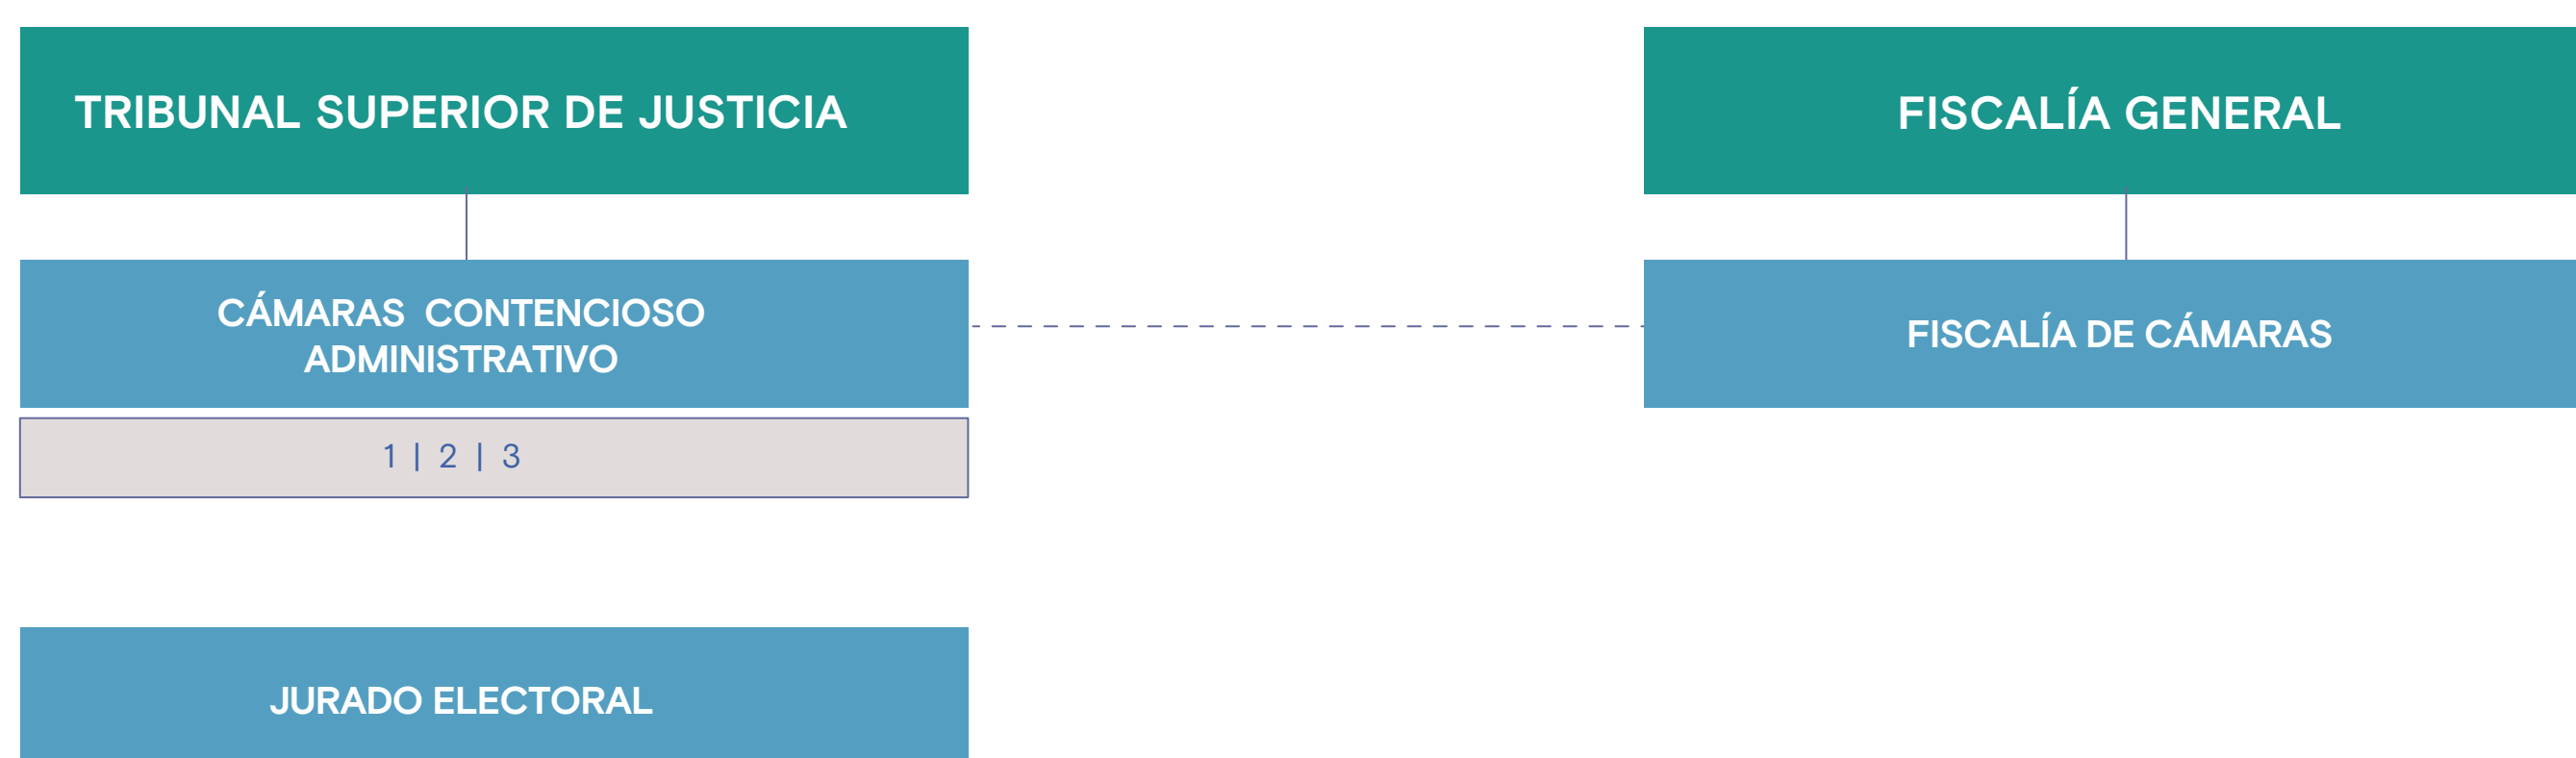 TRIBUNAL SUPERIOR DE JUSTICIA
FISCALÍA GENERAL
CÁMARAS CONTENCIOSO
ADMINISTRATIVO
FISCALÍA DE CÁMARAS
1 | 2 | 3
JURADO ELECTORAL